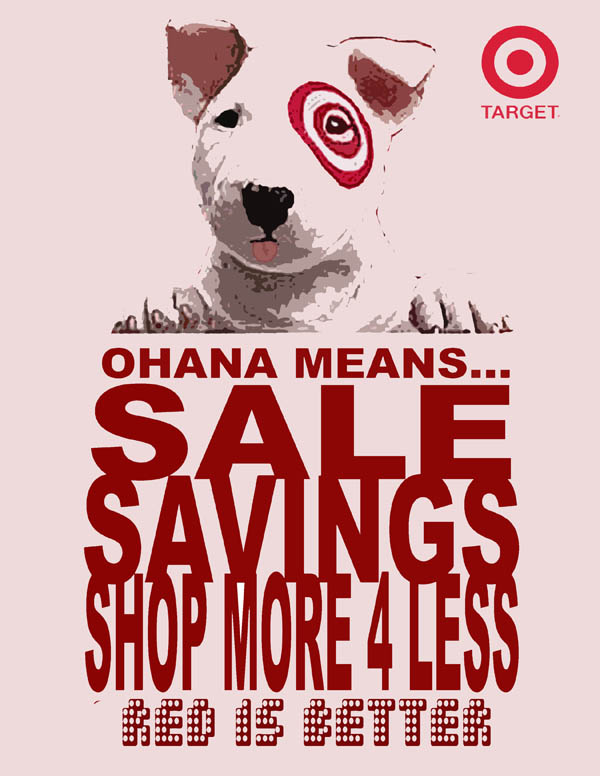 TARGET
OHANA MEANS...
SALE
SAVINGS
SHOP MORE 4 LESS
RED IS BETTER